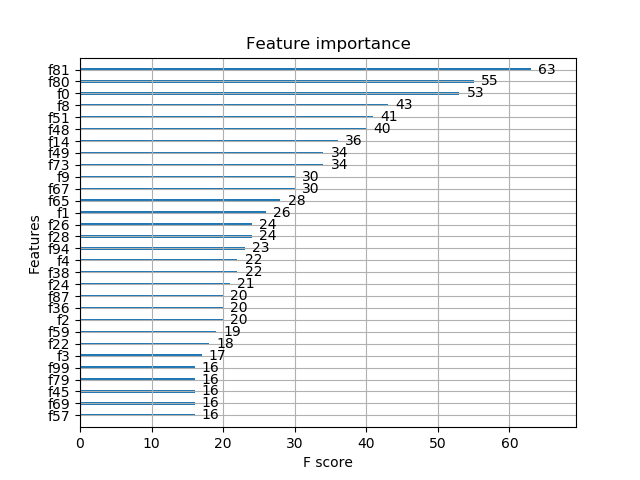 Feature importance
f81 63
f80 55
f0 53
f8 43
f51 41
f48 40
f14 36
f49 34
f73 34
f9 30
f67 30
f65 28
f1 26
f26 24
f28 24
f94 23
f4 22
f38 22
f24 21
f87 20
f36 20
f2 20
f59 19
f22 18
f3 17
f99 16
f79 16
f45 16
f69 16
f57 16
Features
0 10 20 30 40 50 60
F score